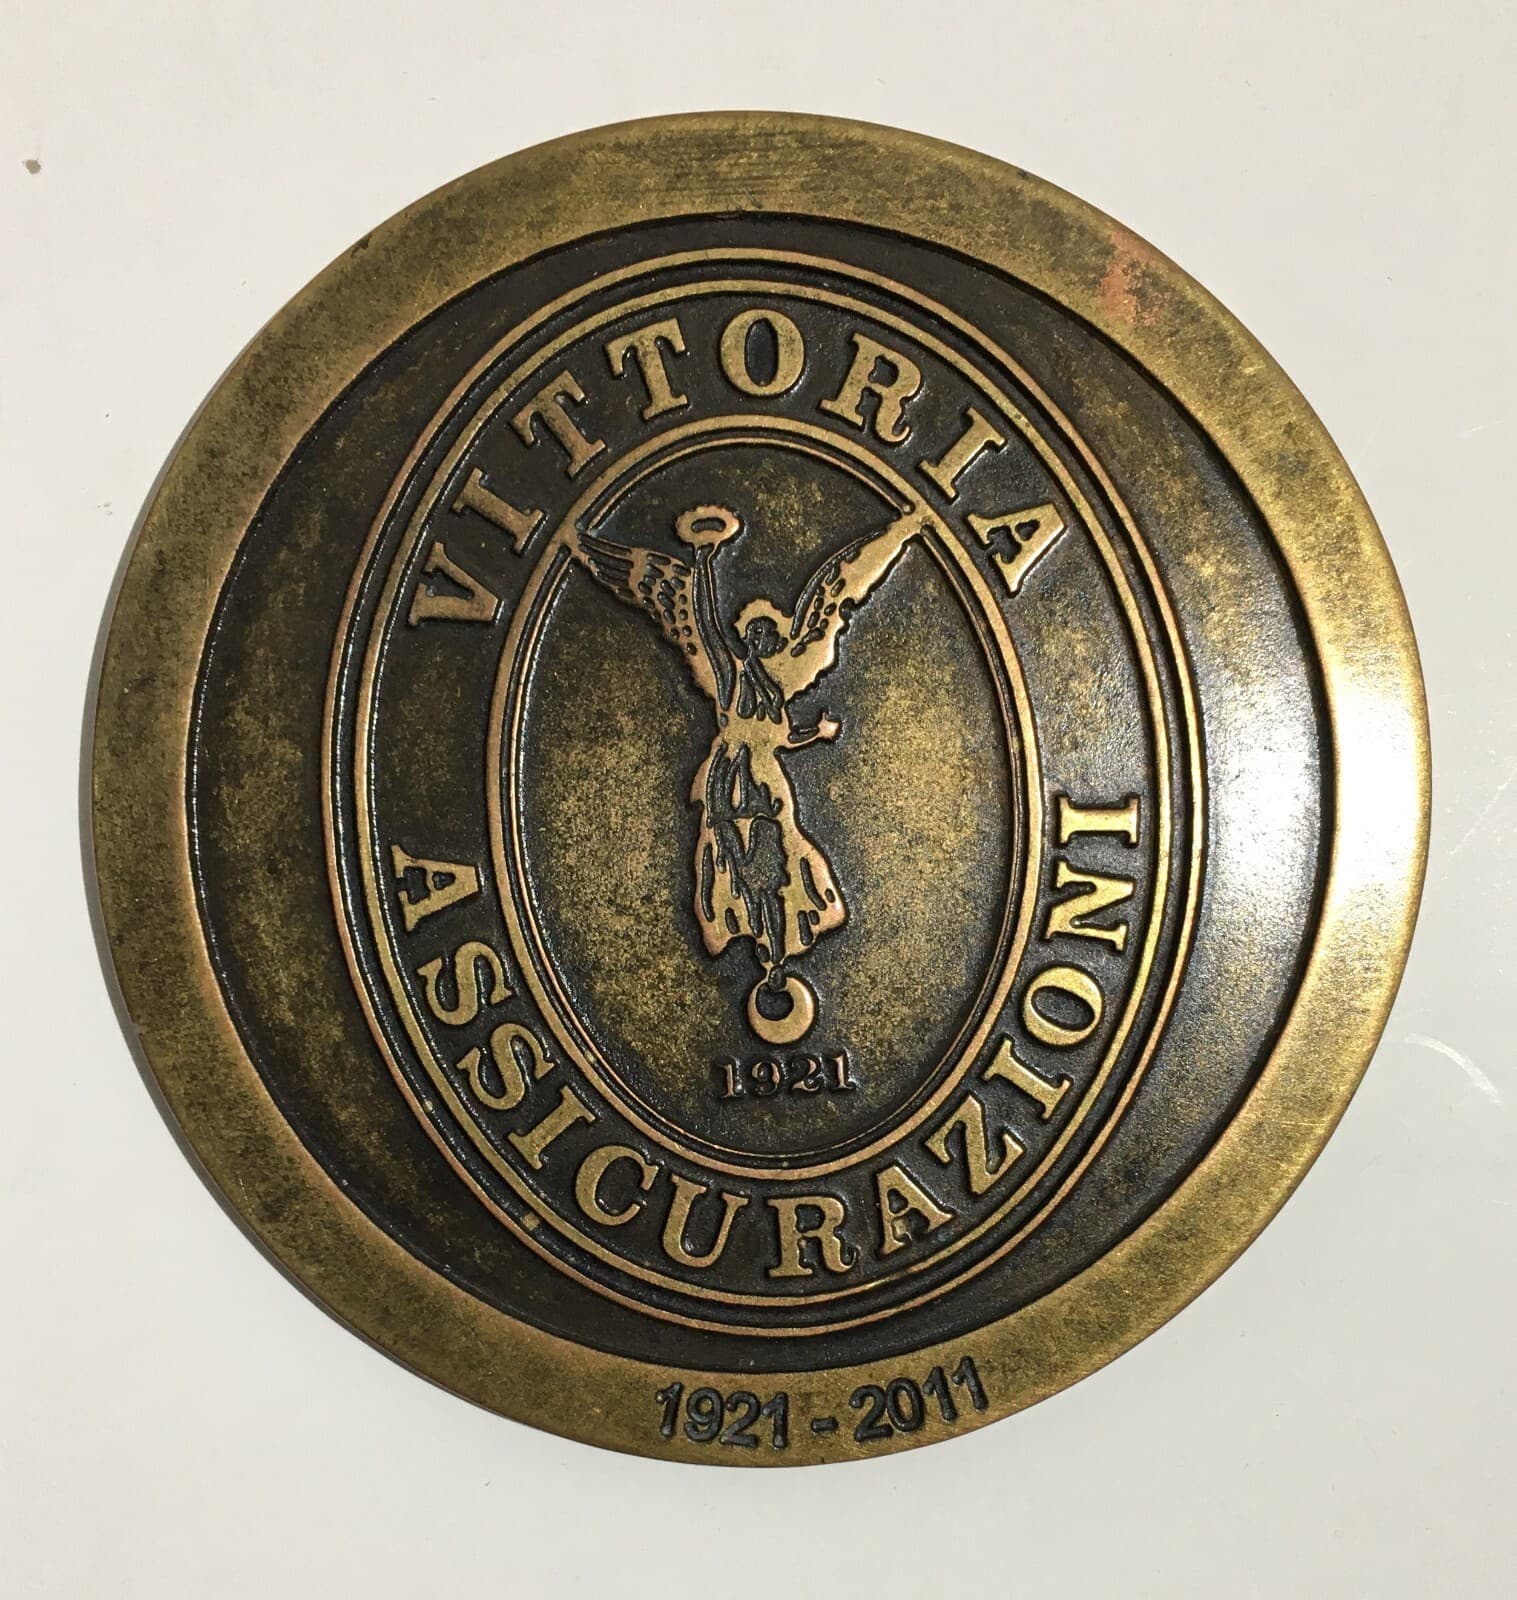 VITTORIA
ASSICURAZIONI
1921
1921 - 2011